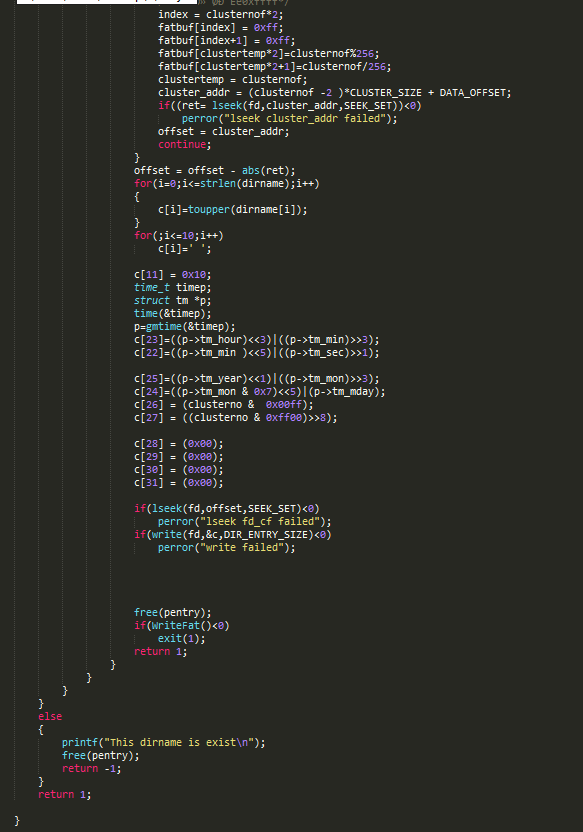 index = clusternof*2;
fatbuf[index] = 0xff;
fatbuf[index+1] = 0xff;
fatbuf[clustertemp*2]=clusternof%256;
fatbuf[clustertemp*2+1]=clusternof/256;
clustertemp = clusternof;
cluster_addr = (clusternof -2 )*CLUSTER_SIZE + DATA_OFFSET;
if((ret= lseek(fd,cluster_addr,SEEK_SET))<0)
perror("lseek cluster_addr failed");
offset = cluster_addr;
continue;
}
offset = offset - abs(ret);
for(i=0;i<=strlen(dirname);i++)
{
c[i]=toupper(dirname[i]);
}
for(;i<=10;i++)
c[i]=' ';
c[11] = 0x10;
time_t timep;
struct tm *p;
time(&timep);
p=gmtime(&timep);
c[23]=((p->tm_hour)<<3)|((p->tm_min)>>3);
c[22]=((p->tm_min )<<5)|((p->tm_sec)>>1);
c[25]=((p->tm_year)<<1)|((p->tm_mon)>>3);
c[24]=((p->tm_mon & 0x7)<<5)|(p->tm_mday);
c[26] = (clusterno &  0x00ff);
c[27] = ((clusterno & 0xff00)>>8);
c[28] = (0x00);
c[29] = (0x00);
c[30] = (0x00);
c[31] = (0x00);
if(lseek(fd,offset,SEEK_SET)<0)
perror("lseek fd_cf failed");
if(write(fd,&c,DIR_ENTRY_SIZE)<0)
perror("write failed");
free(pentry);
if(WriteFat()<0)
exit(1);
return 1;
}
}
}
}
else
{
printf("This dirname is exist\n");
free(pentry);
return -1;
}
return 1;
}